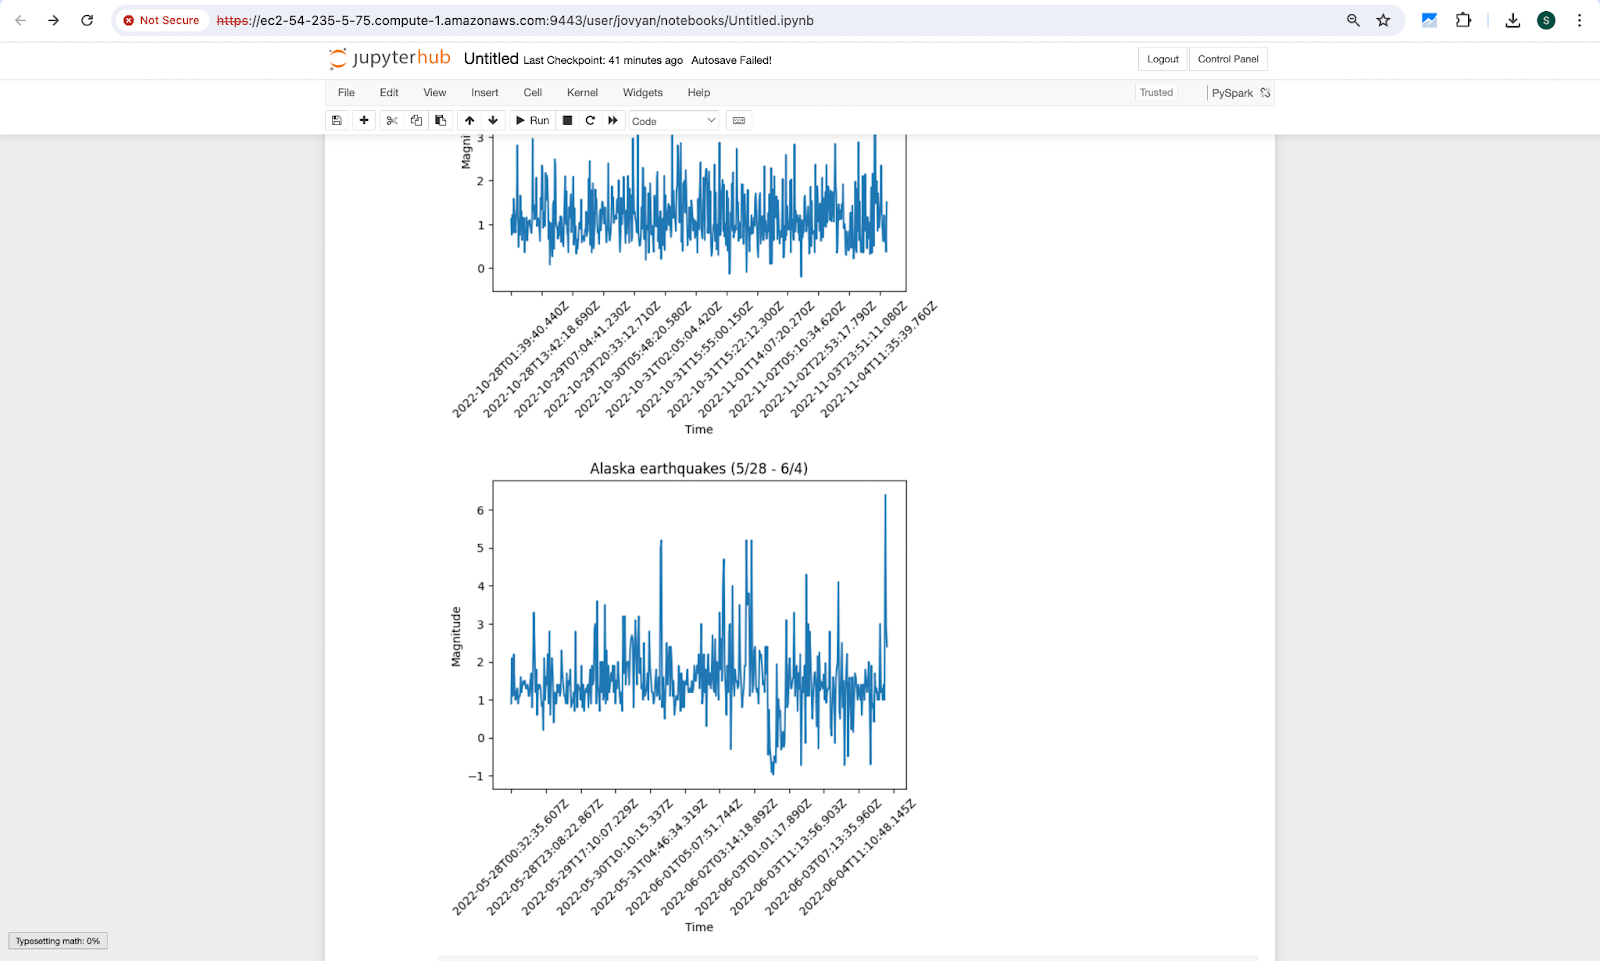 Not Secure https://ec2-54-235-5-75.compute-1.amazonaws.com:9443/user/jovyan/notebooks/Untitled.ipynb S
jupyterhub Untitled Last Checkpoint: 41 minutes ago Autosave Failed! Logout Control Panel
File Edit View Insert Cell Kernel Widgets Help Trusted PySpark
Run Code
3
2
1
0
2022-10-28T01:39:40.440Z
2022-10-28T13:42:18.690Z
2022-10-29T07:04:41.230Z
2022-10-29T20:33:12.710Z
2022-10-30T05:48:20.580Z
2022-10-31T02:05:04.420Z
2022-10-31T15:55:00.150Z
2022-10-31T15:22:12.300Z
2022-11-01T14:07:20.270Z
2022-11-02T05:10:34.620Z
2022-11-02T22:53:17.790Z
2022-11-03T23:51:11.080Z
2022-11-04T11:35:39.760Z
Time
Alaska earthquakes (5/28 - 6/4)
Magnitude
6
5
4
3
2
1
0
−1
2022-05-28T00:32:35.607Z
2022-05-28T23:08:22.867Z
2022-05-29T17:10:07.229Z
2022-05-30T10:10:15.337Z
2022-05-31T04:46:34.319Z
2022-06-01T05:07:51.744Z
2022-06-02T03:14:18.892Z
2022-06-03T01:01:17.890Z
2022-06-03T11:13:56.903Z
2022-06-03T07:13:35.960Z
2022-06-04T11:10:48.145Z
Time
Typesetting math: 0%